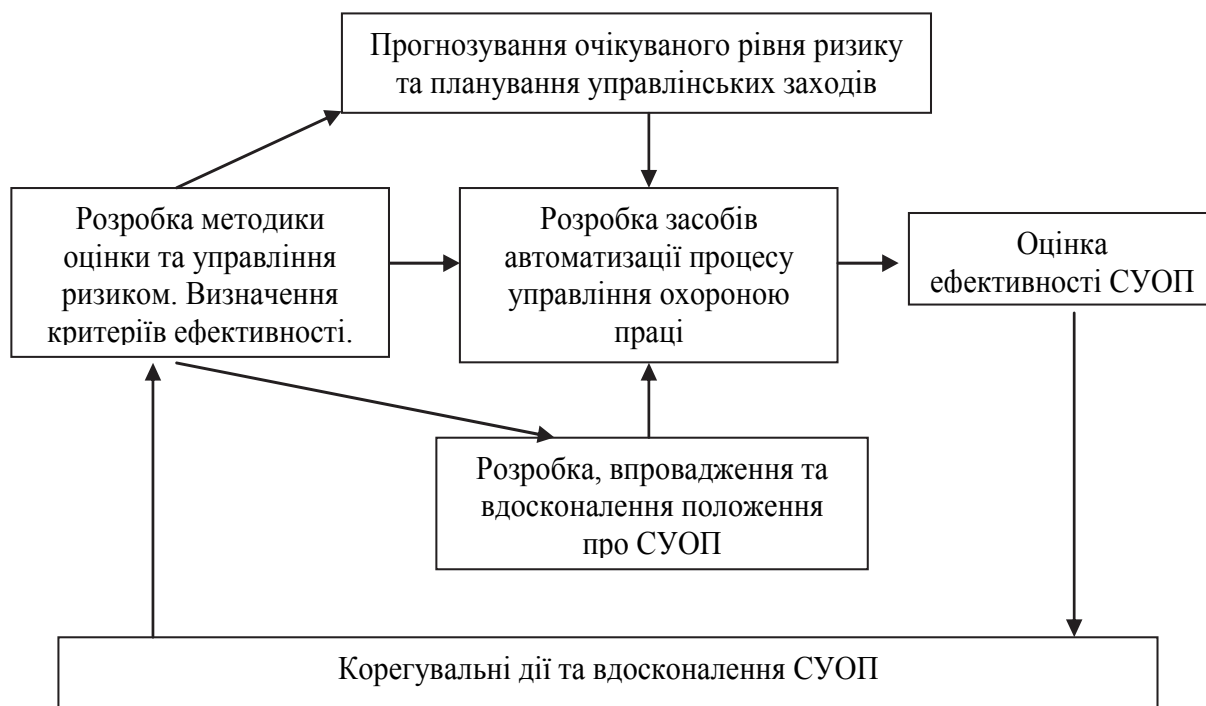 Прогнозування очікуваного рівня ризику
та планування управлінських заходів
Розробка методики
оцінки та управління
ризиком. Визначення
критеріїв ефективності.
Розробка засобів
автоматизації процесу
управління охороною
праці
Оцінка
ефективності СУОП
Розробка, впровадження та
вдосконалення положення
про СУОП
Корегувальні дії та вдосконалення СУОП